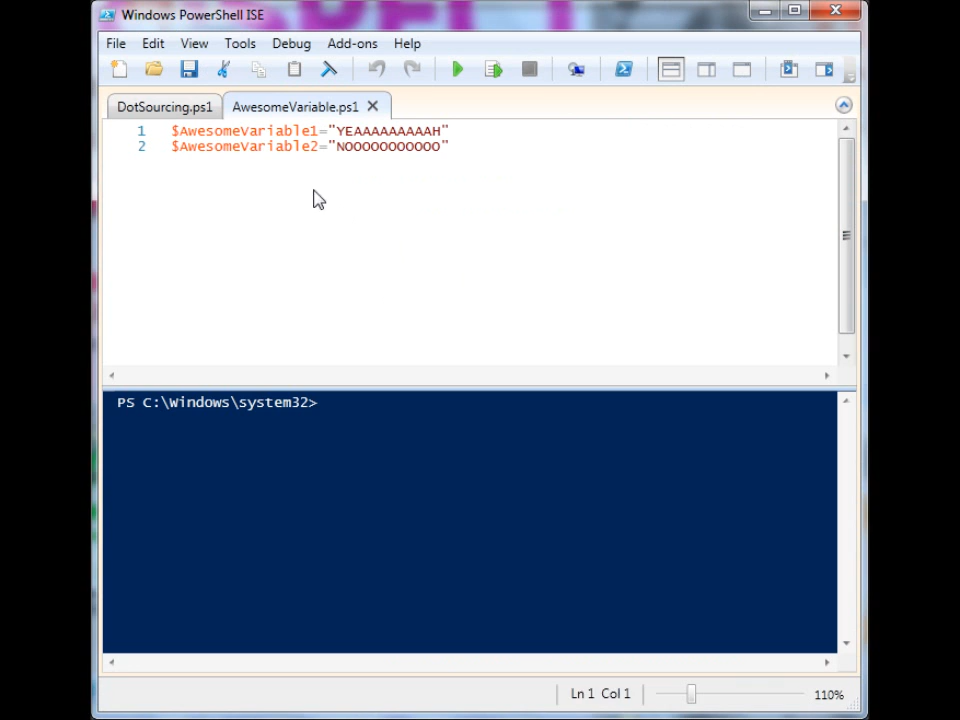 Windows PowerShell ISE
File Edit View Tools Debug Add-ons Help
DotSourcing.ps1 AwesomeVariable.ps1
1 $AwesomeVariable1="YEAAAAAAAAAH"
2 $AwesomeVariable2="NOOOOOOOOOOO"
PS C:\Windows\system32>
Ln 1 Col 1 110%